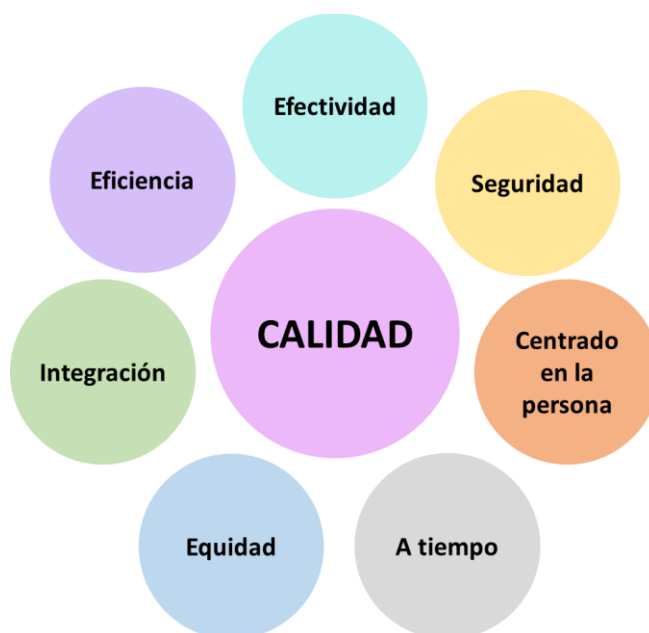 Efectividad
Eficiencia
Seguridad
CALIDAD
Integración
Centrado
en la
persona
Equidad
A tiempo